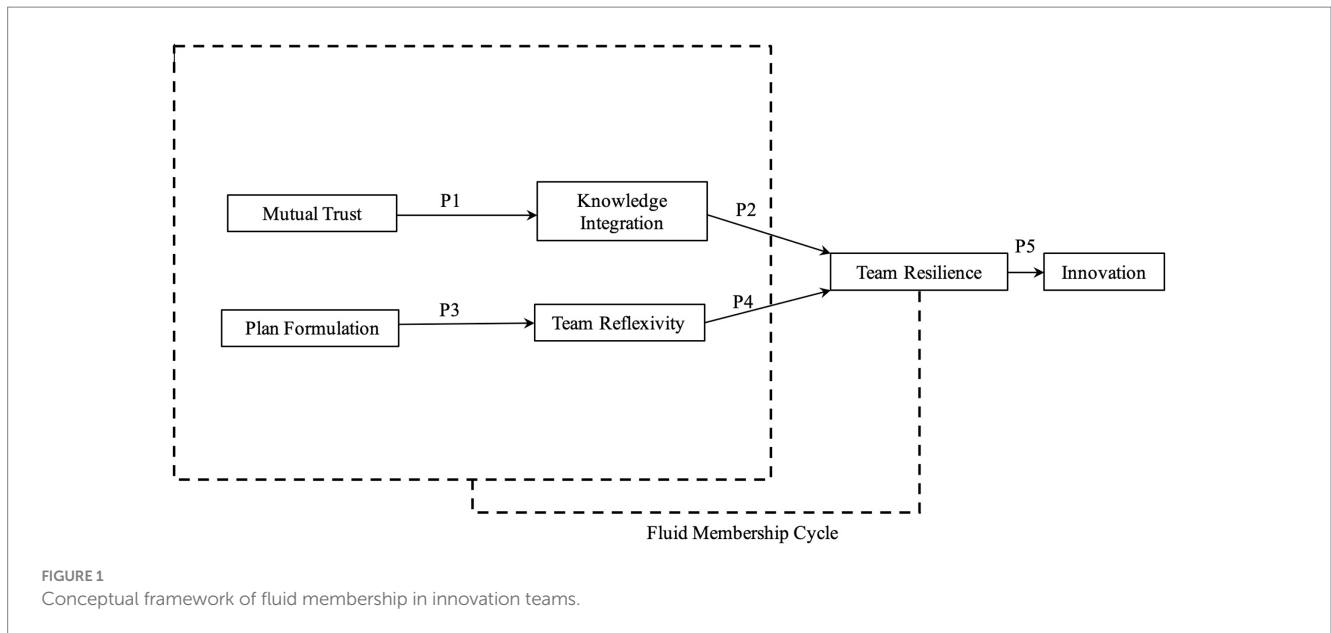 Mutual Trust
P1
Knowledge
Integration
P2
Plan Formulation
P3
Team Reflexivity
P4
Team Resilience
P5
Innovation
Fluid Membership Cycle
FIGURE 1
Conceptual framework of fluid membership in innovation teams.